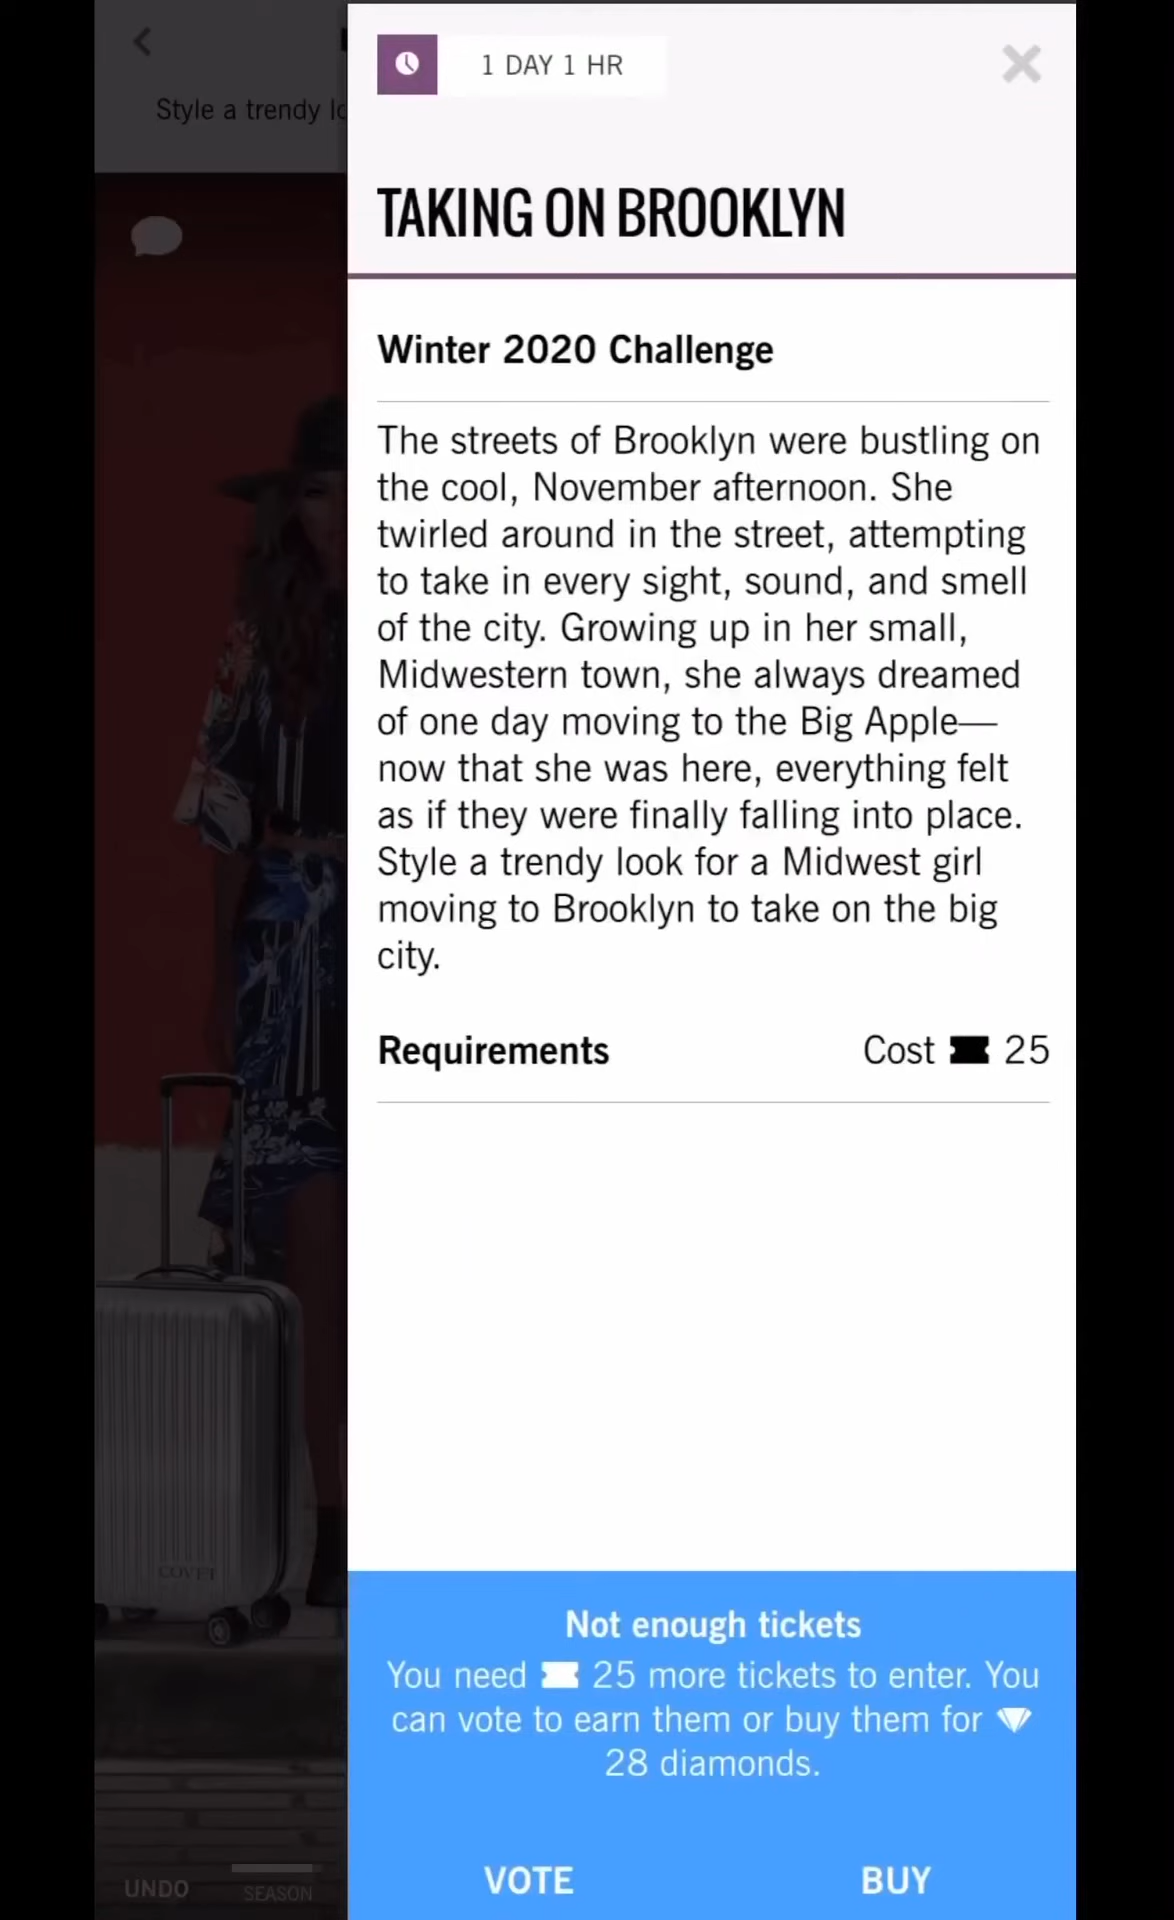 1 DAY 1 HR
Style a trendy lo
TAKING ON BROOKLYN
Winter 2020 Challenge
The streets of Brooklyn were bustling on
the cool, November afternoon. She
twirled around in the street, attempting
to take in every sight, sound, and smell
of the city. Growing up in her small,
Midwestern town, she always dreamed
of one day moving to the Big Apple—
now that she was here, everything felt
as if they were finally falling into place.
Style a trendy look for a Midwest girl
moving to Brooklyn to take on the big
city.
Requirements Cost 25
COVET
Not enough tickets
You need 25 more tickets to enter. You
can vote to earn them or buy them for
28 diamonds.
VOTE BUY
UNDO SEASON